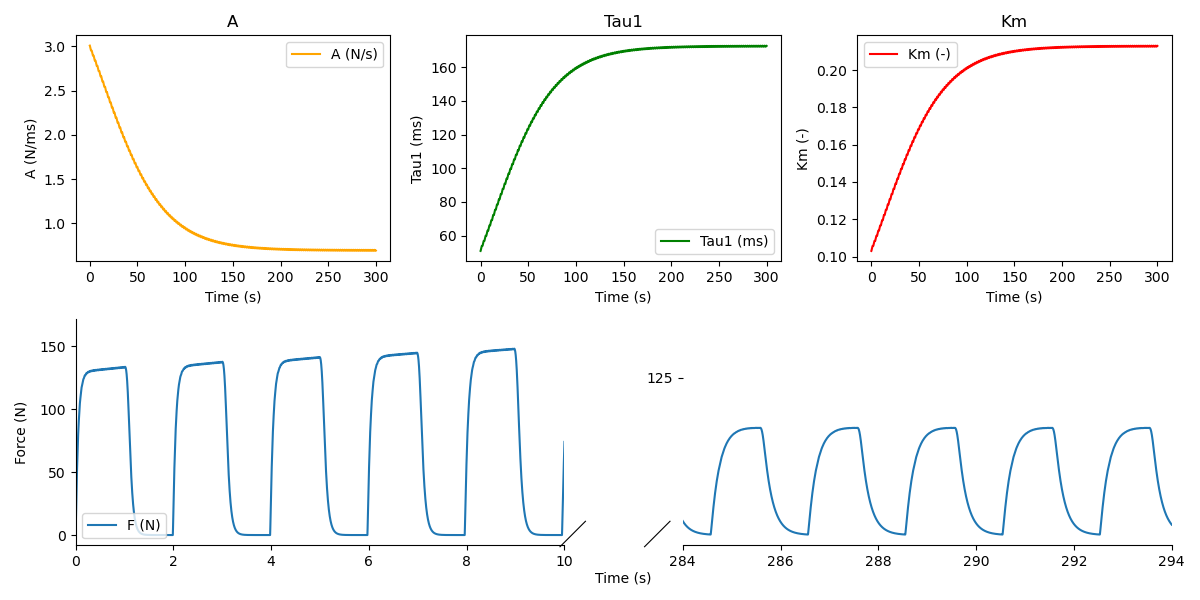 A
3.0
2.5
2.0
1.5
1.0
A (N/ms)
A (N/s)
0 50 100 150 200 250 300
Time (s)
Tau1
160
140
120
100
80
60
Tau1 (ms)
Tau1 (ms)
0 50 100 150 200 250 300
Time (s)
Km
0.20
0.18
0.16
0.14
0.12
0.10
Km (-)
Km (-)
0 50 100 150 200 250 300
Time (s)
150
100
50
0
Force (N)
F (N)
0 2 4 6 8 10
125
284 286 288 290 292 294
Time (s)